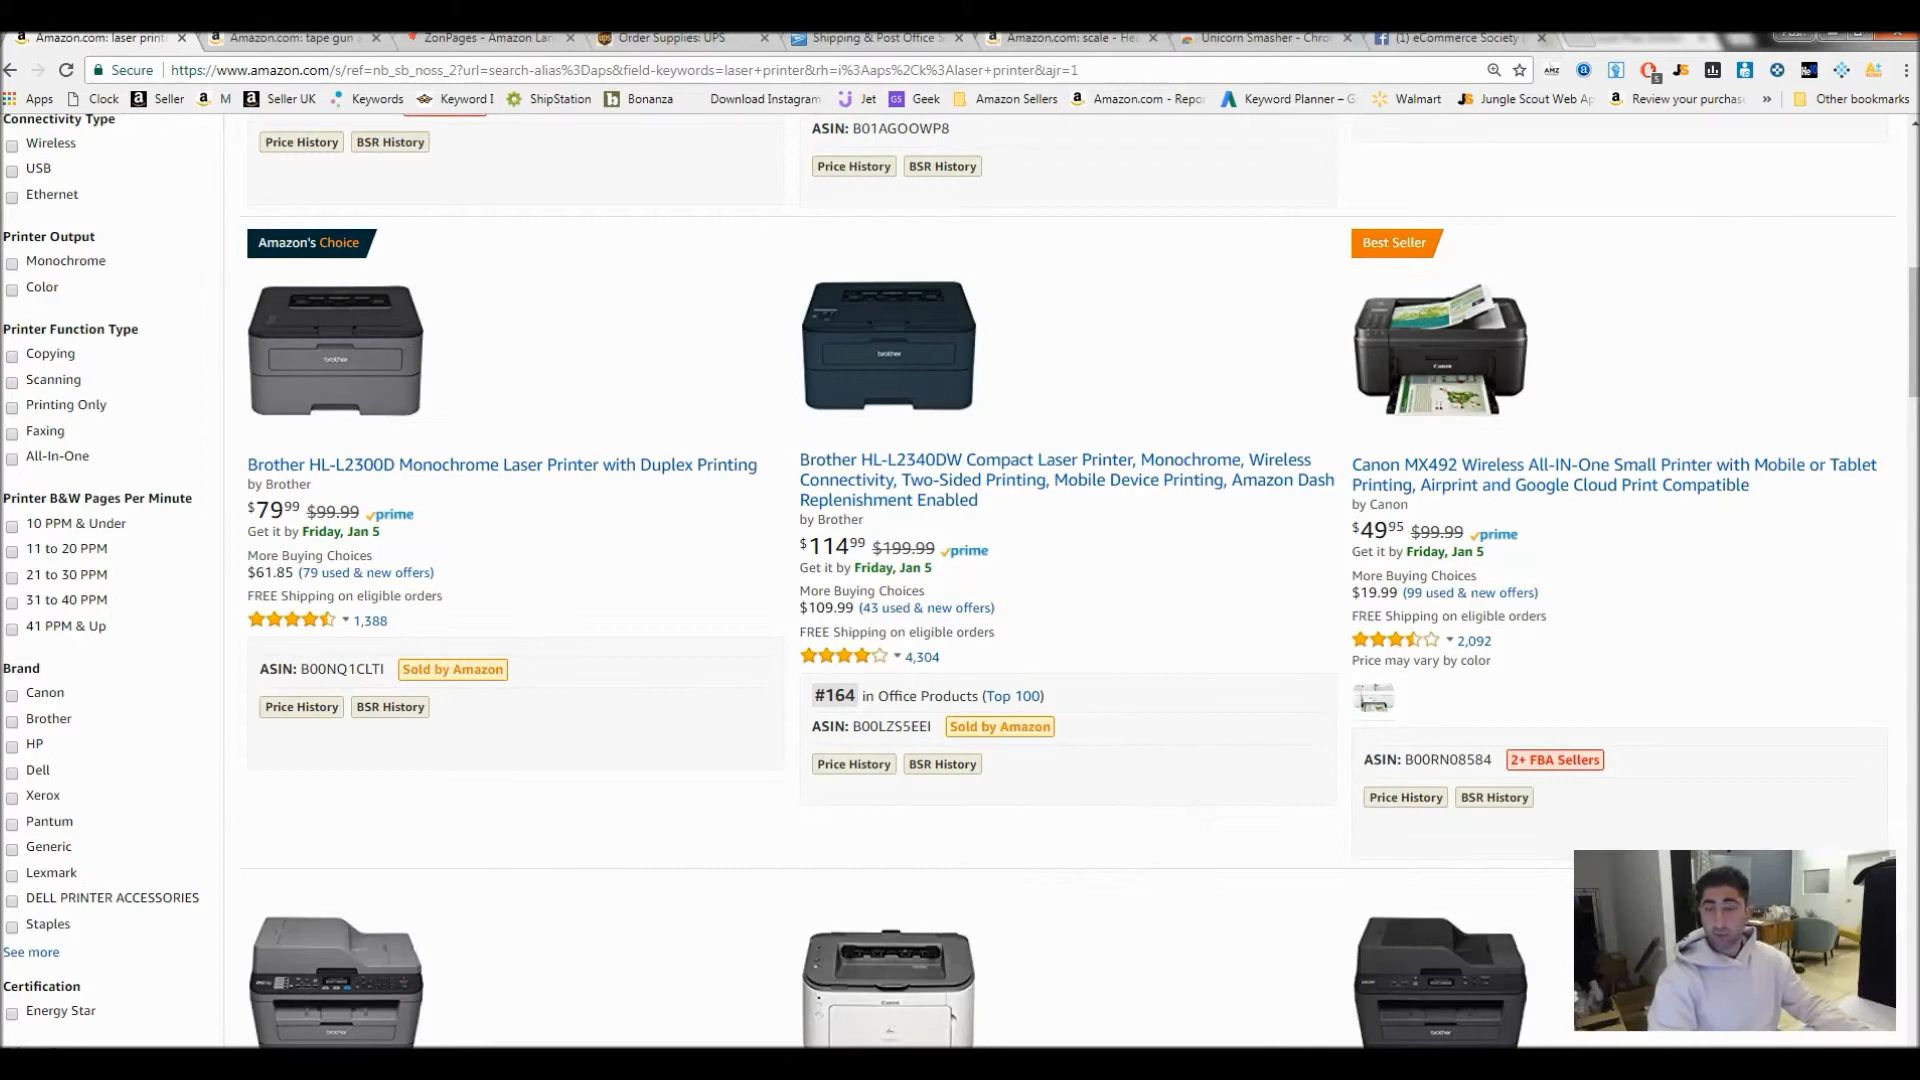 Amazon.com: laser print
Amazon.com: tape gun
ZonPages - Amazon Lan
Order Supplies: UPS
Shipping & Post Office S
Amazon.com: scale - He
Unicorn Smasher - Chro
(1) eCommerce Society
Secure
https://www.amazon.com/s/ref=nb_sb_noss_2?url=search-alias%3Daps&field-keywords=laser+printer&rh=i%3Aaps%2Ck%3Alaser+printer&ajr=1
Apps
Clock
Seller
M
Seller UK
Keywords
Keyword I
ShipStation
Bonanza
Download Instagram
Jet
Geek
Amazon Sellers
Amazon.com - Repor
Keyword Planner – G
Walmart
Jungle Scout Web Ap
Review your purchas
»
Other bookmarks
Connectivity Type
Wireless
USB
Ethernet
Printer Output
Monochrome
Color
Printer Function Type
Copying
Scanning
Printing Only
Faxing
All-In-One
Printer B&W Pages Per Minute
10 PPM & Under
11 to 20 PPM
21 to 30 PPM
31 to 40 PPM
41 PPM & Up
Brand
Canon
Brother
HP
Dell
Xerox
Pantum
Generic
Lexmark
DELL PRINTER ACCESSORIES
Staples
See more
Certification
Energy Star
Price History BSR History
ASIN: B01AGOOWP8
Price History BSR History
Amazon's Choice
brother
Brother HL-L2300D Monochrome Laser Printer with Duplex Printing
by Brother
$79.99 $99.99 prime
Get it by Friday, Jan 5
More Buying Choices
$61.85 (79 used & new offers)
FREE Shipping on eligible orders
1,388
ASIN: B00NQ1CLTI Sold by Amazon
Price History BSR History
brother
Brother HL-L2340DW Compact Laser Printer, Monochrome, Wireless
Connectivity, Two-Sided Printing, Mobile Device Printing, Amazon Dash
Replenishment Enabled
by Brother
$114.99 $199.99 prime
Get it by Friday, Jan 5
More Buying Choices
$109.99 (43 used & new offers)
FREE Shipping on eligible orders
4,304
#164 in Office Products (Top 100)
ASIN: B00LZS5EEI Sold by Amazon
Price History BSR History
Best Seller
Canon
Canon MX492 Wireless All-IN-One Small Printer with Mobile or Tablet
Printing, Airprint and Google Cloud Print Compatible
by Canon
$49.95 $99.99 prime
Get it by Friday, Jan 5
More Buying Choices
$19.99 (99 used & new offers)
FREE Shipping on eligible orders
2,092
Price may vary by color
ASIN: B00RN08584 2+ FBA Sellers
Price History BSR History
brother
Canon
brother